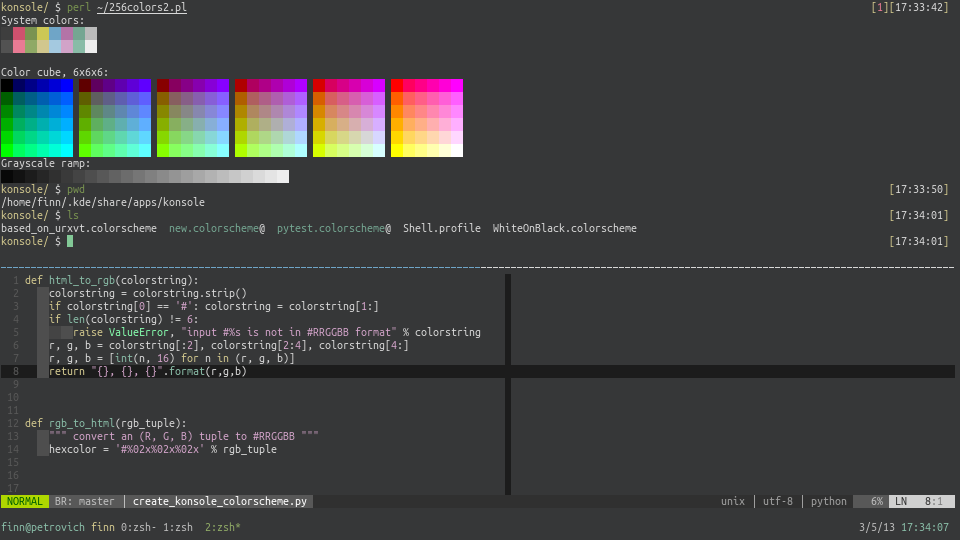 konsole/ $ perl ~/256colors2.pl [1][17:33:42]
System colors:
Color cube, 6x6x6:
Grayscale ramp:
konsole/ $ pwd [17:33:50]
/home/finn/.kde/share/apps/konsole
konsole/ $ ls [17:34:01]
based_on_urxvt.colorscheme new.colorscheme@ pytest.colorscheme@ Shell.profile WhiteOnBlack.colorscheme
konsole/ $ [17:34:01]
1 def html_to_rgb(colorstring):
2 colorstring = colorstring.strip()
3 if colorstring[0] == '#': colorstring = colorstring[1:]
4 if len(colorstring) != 6:
5 raise ValueError, "input #%s is not in #RRGGBB format" % colorstring
6 r, g, b = colorstring[:2], colorstring[2:4], colorstring[4:]
7 r, g, b = [int(n, 16) for n in (r, g, b)]
8 return "{}, {}, {}".format(r,g,b)
9
10
11
12 def rgb_to_html(rgb_tuple):
13 """ convert an (R, G, B) tuple to #RRGGBB """
14 hexcolor = '#%02x%02x%02x' % rgb_tuple
15
16
17
NORMAL BR: master | create_konsole_colorscheme.py unix | utf-8 | python 6% LN 8:1
finn@petrovich finn 0:zsh- 1:zsh 2:zsh* 3/5/13 17:34:07